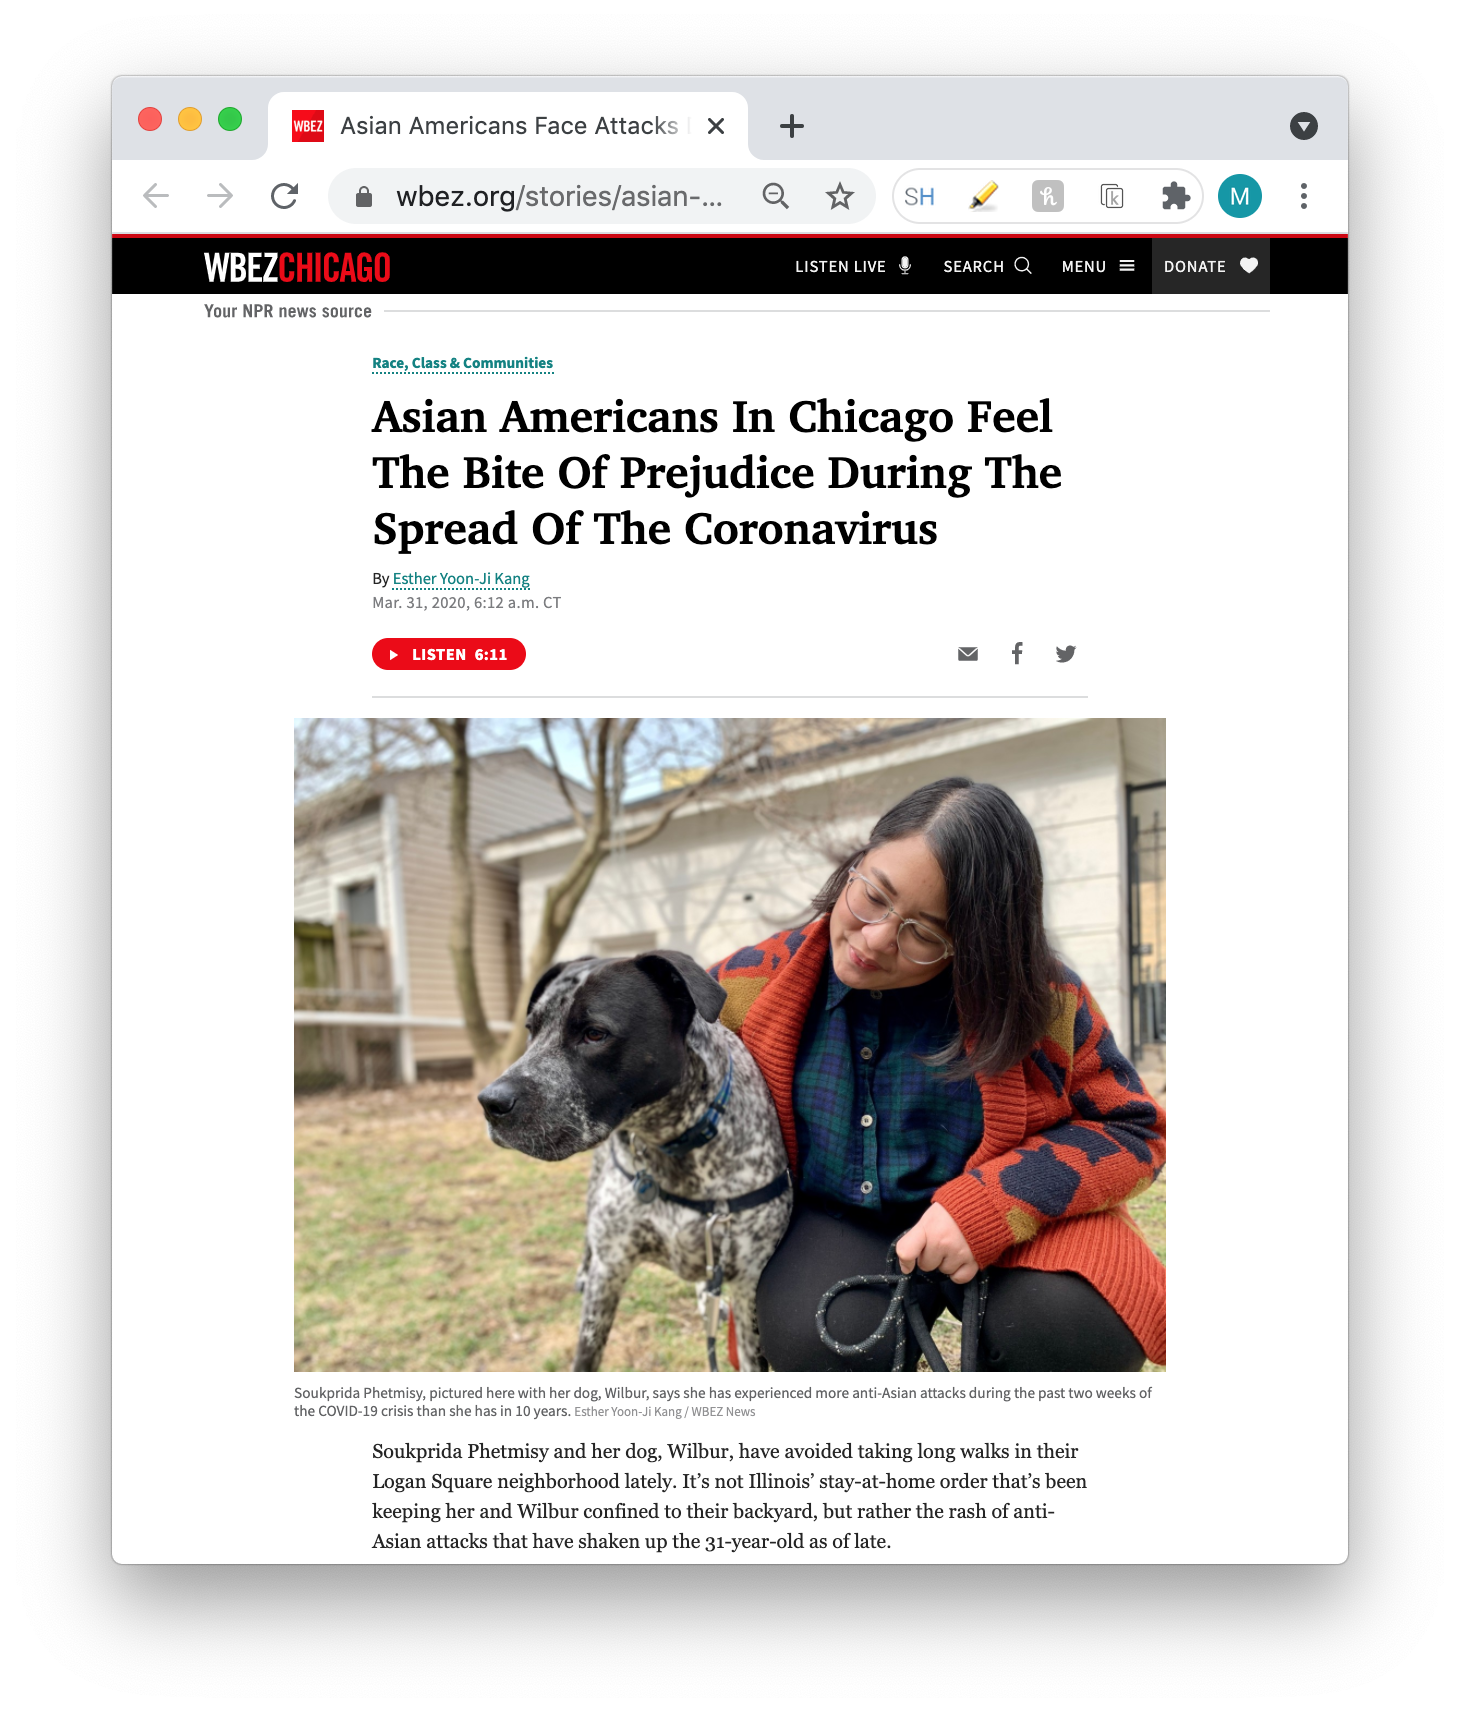 WBEZ Asian Americans Face Attacks
wbez.org/stories/asian-... SH h k M
WBEZCHICAGO LISTEN LIVE SEARCH MENU DONATE
Your NPR news source
Race, Class & Communities
Asian Americans In Chicago Feel
The Bite Of Prejudice During The
Spread Of The Coronavirus
By Esther Yoon-Ji Kang
Mar. 31, 2020, 6:12 a.m. CT
LISTEN 6:11
Soukprida Phetmisy, pictured here with her dog, Wilbur, says she has experienced more anti-Asian attacks during the past two weeks of
the COVID-19 crisis than she has in 10 years. Esther Yoon-Ji Kang / WBEZ News
Soukprida Phetmisy and her dog, Wilbur, have avoided taking long walks in their
Logan Square neighborhood lately. It’s not Illinois’ stay-at-home order that’s been
keeping her and Wilbur confined to their backyard, but rather the rash of anti-
Asian attacks that have shaken up the 31-year-old as of late.